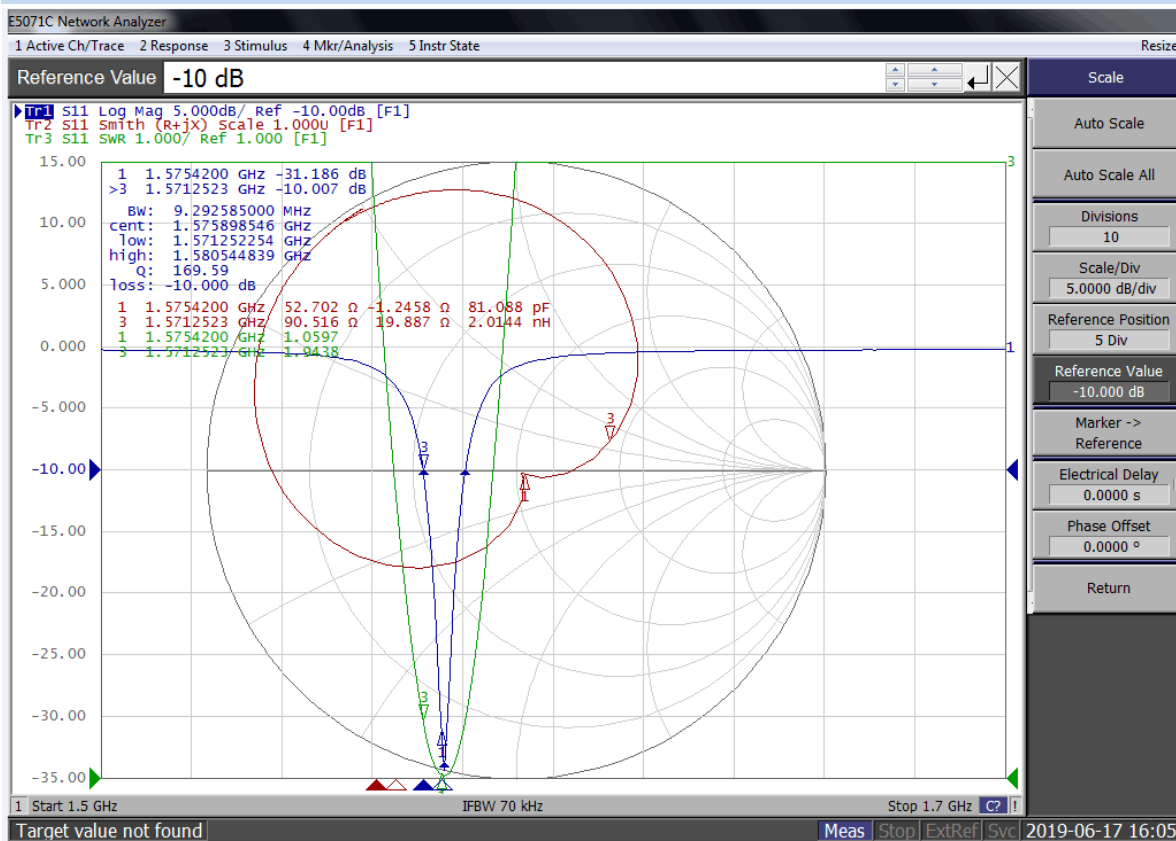 E5071C Network Analyzer
1 Active Ch/Trace 2 Response 3 Stimulus 4 Mkr/Analysis 5 Instr State
Resize
Reference Value -10 dB
Tr1 S11 Log Mag 5.000dB/ Ref -10.00dB [F1]
Tr2 S11 Smith (R+jX) Scale 1.000U [F1]
Tr3 S11 SWR 1.000/ Ref 1.000 [F1]
15.00
10.00
5.000
0.000
-5.000
-10.00
-15.00
-20.00
-25.00
-30.00
-35.00
1 1.5754200 GHz -31.186 dB
>3 1.5712523 GHz -10.007 dB
BW: 9.292585000 MHz
cent: 1.575898546 GHz
low: 1.571252254 GHz
high: 1.580544839 GHz
Q: 169.59
loss: -10.000 dB
1 1.5754200 GHz 52.702 Ω -1.2458 Ω 81.088 pF
3 1.5712523 GHz 90.516 Ω 19.887 Ω 2.0144 nH
1 1.5754200 GHz 1.0597
3 1.5712523 GHz 1.9438
3
1
3
3
1
3
1
1 Start 1.5 GHz
IFBW 70 kHz
Stop 1.7 GHz C? !
Scale
Auto Scale
Auto Scale All
Divisions
10
Scale/Div
5.0000 dB/div
Reference Position
5 Div
Reference Value
-10.000 dB
Marker ->
Reference
Electrical Delay
0.0000 s
Phase Offset
0.0000 °
Return
Target value not found
Meas Stop ExtRef Svc 2019-06-17 16:05